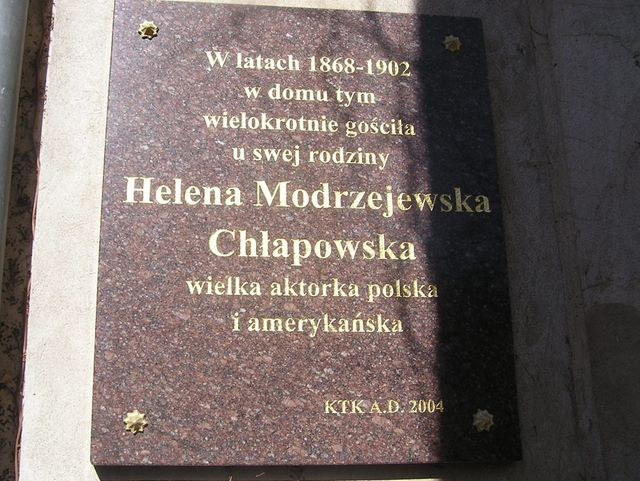 W latach 1868-1902
w domu tym
wielokrotnie gościła
u swej rodziny
Helena Modrzejewska
Chłapowska
wielka aktorka polska
i amerykańska
KTK A.D. 2004